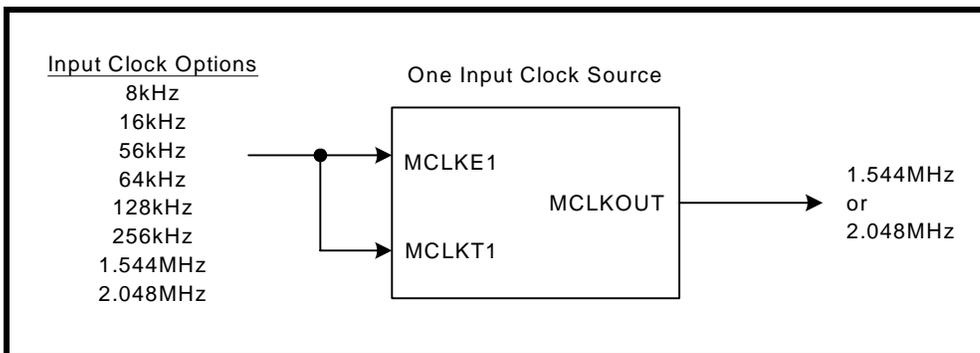 Input Clock Options
8kHz
16kHz
56kHz
64kHz
128kHz
256kHz
1.544MHz
2.048MHz
One Input Clock Source
MCLKE1
MCLKT1
MCLKOUT
1.544MHz
or
2.048MHz